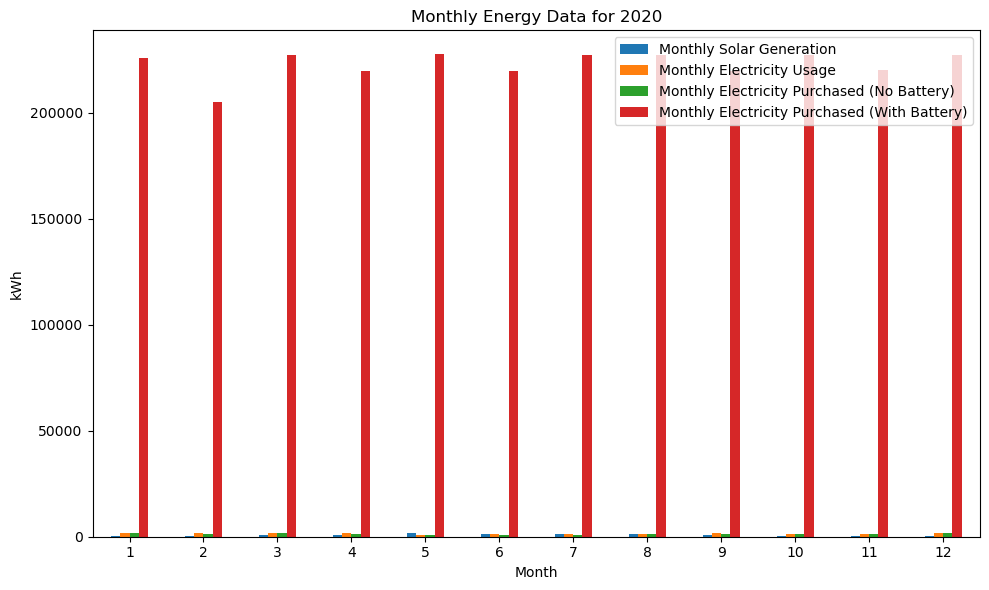 Monthly Energy Data for 2020
Monthly Solar Generation
Monthly Electricity Usage
Monthly Electricity Purchased (No Battery)
Monthly Electricity Purchased (With Battery)
kWh
200000
150000
100000
50000
0
1 2 3 4 5 6 7 8 9 10 11 12
Month